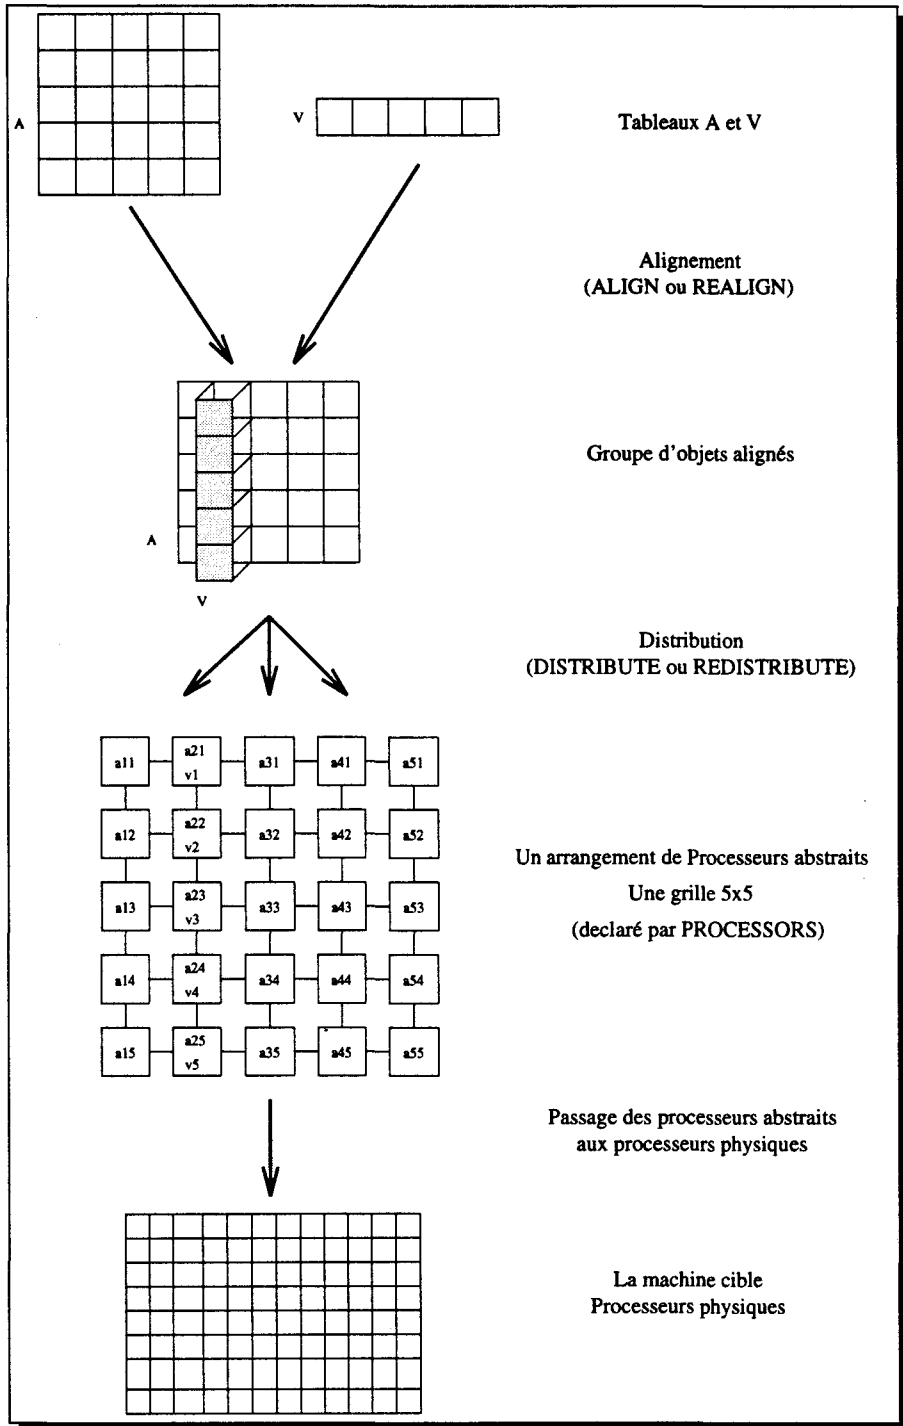 A
V
Tableaux A et V
Alignement
(ALIGN ou REALIGN)
Groupe d'objets alignés
A
V
Distribution
(DISTRIBUTE ou REDISTRIBUTE)
a11 a21 a31 a41 a51
v1
a12 a22 a32 a42 a52
v2
a13 a23 a33 a43 a53
v3
a14 a24 a34 a44 a54
v4
a15 a25 a35 a45 a55
v5
Un arrangement de Processeurs abstraits
Une grille 5x5
(declaré par PROCESSORS)
Passage des processeurs abstraits
aux processeurs physiques
La machine cible
Processeurs physiques